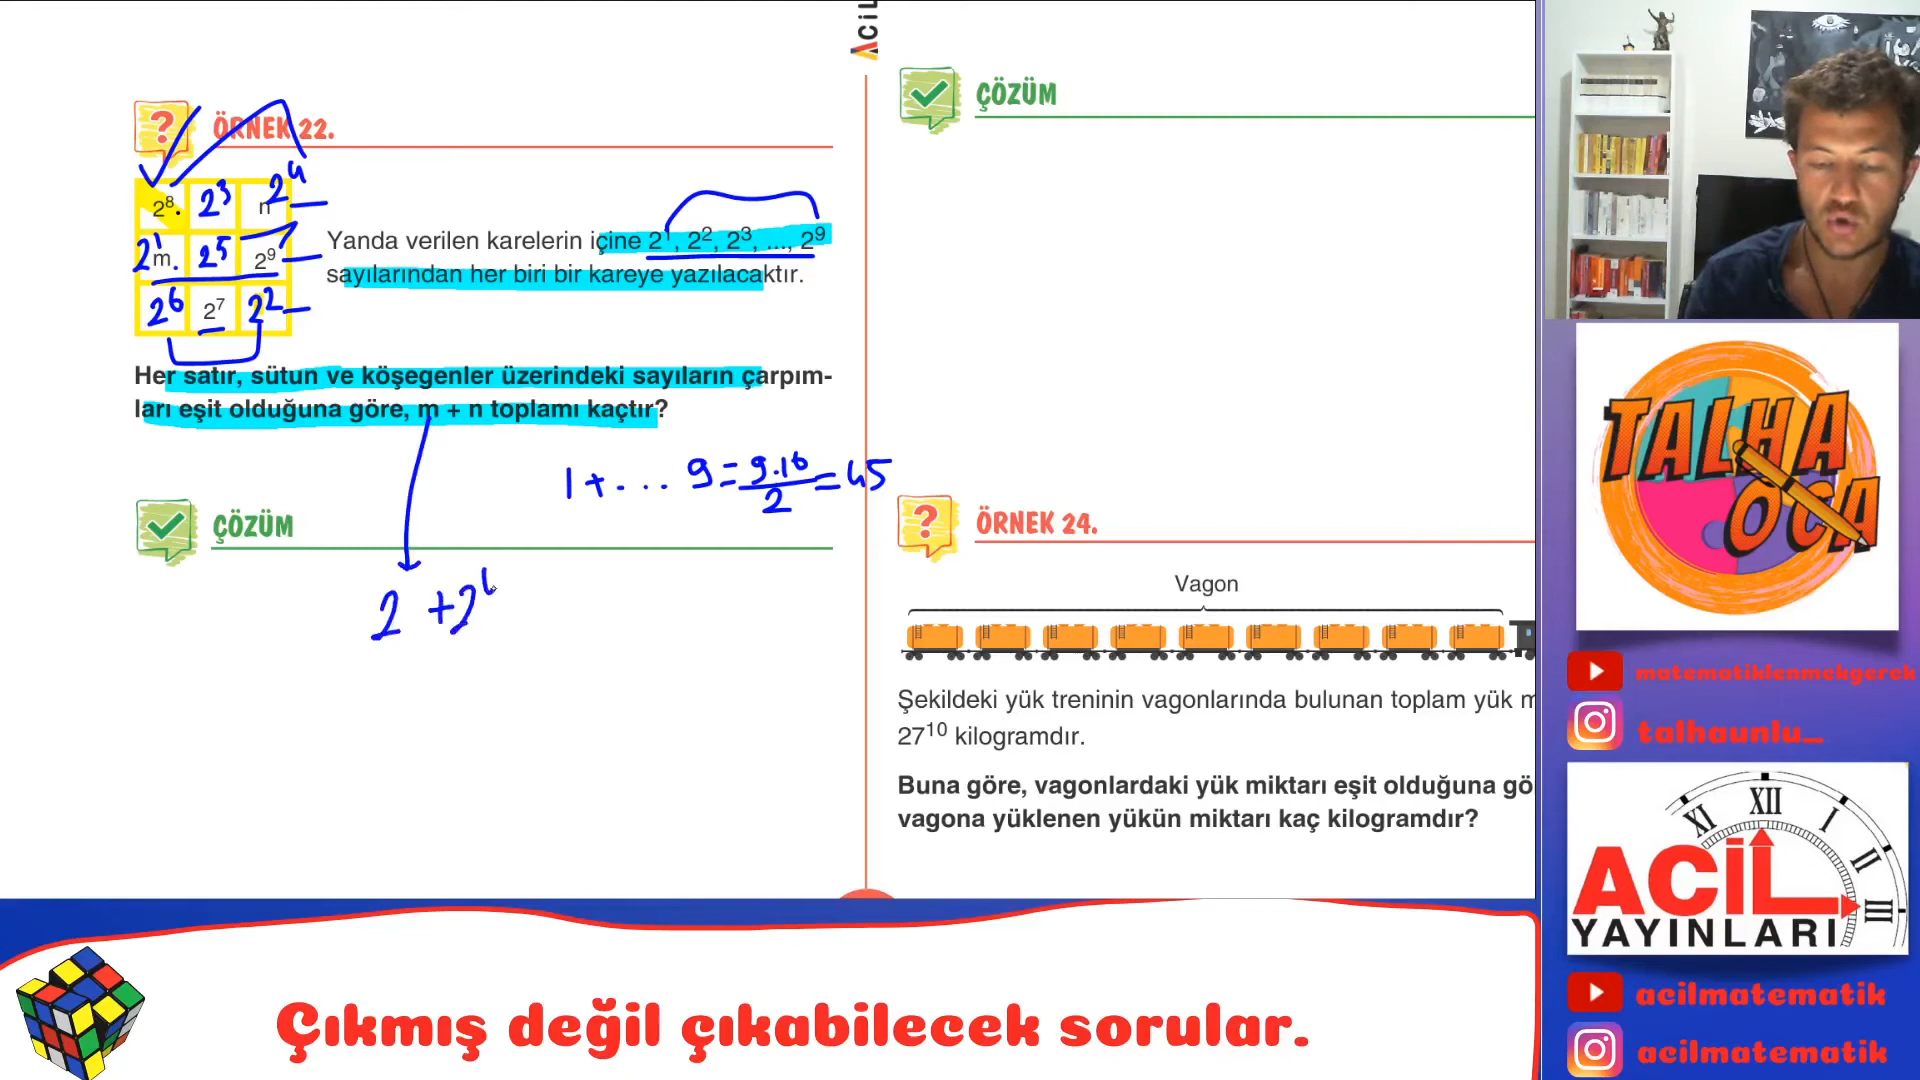 ACİL
ÖRNEK 22.
2⁸. 2³ n 2⁴
2¹ m. 2⁵ 2⁹
2⁶ 2⁷ 2²
Yanda verilen karelerin içine 2¹, 2², 2³, ..., 2⁹
sayılarından her biri bir kareye yazılacaktır.
Her satır, sütun ve köşegenler üzerindeki sayıların çarpım-
ları eşit olduğuna göre, m + n toplamı kaçtır?
1 + ... 9 = 9.10/2 = 45
ÇÖZÜM
2 + 2
ÇÖZÜM
ÖRNEK 24.
Vagon
Şekildeki yük treninin vagonlarında bulunan toplam yük m
27¹⁰ kilogramdır.
Buna göre, vagonlardaki yük miktarı eşit olduğuna gö
vagona yüklenen yükün miktarı kaç kilogramdır?
TALHA
OCA
matematiklenmekgerek
talhaunlu_
XI XII I II III
ACİL
YAYINLARI
acilmatematik
acilmatematik
Çıkmış değil çıkabilecek sorular.